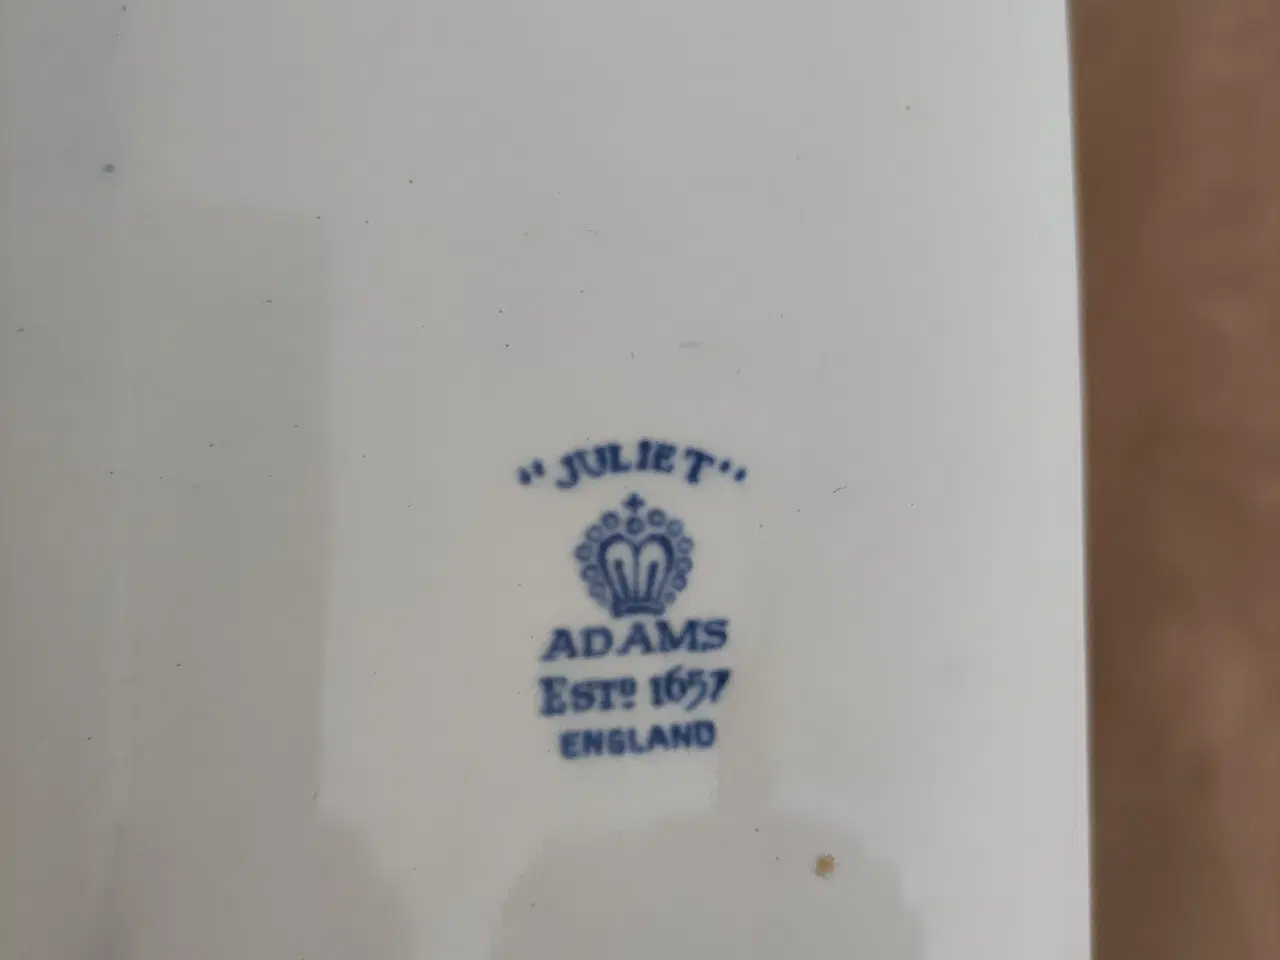 "JULIET"
ADAMS
ESTD 1657
ENGLAND